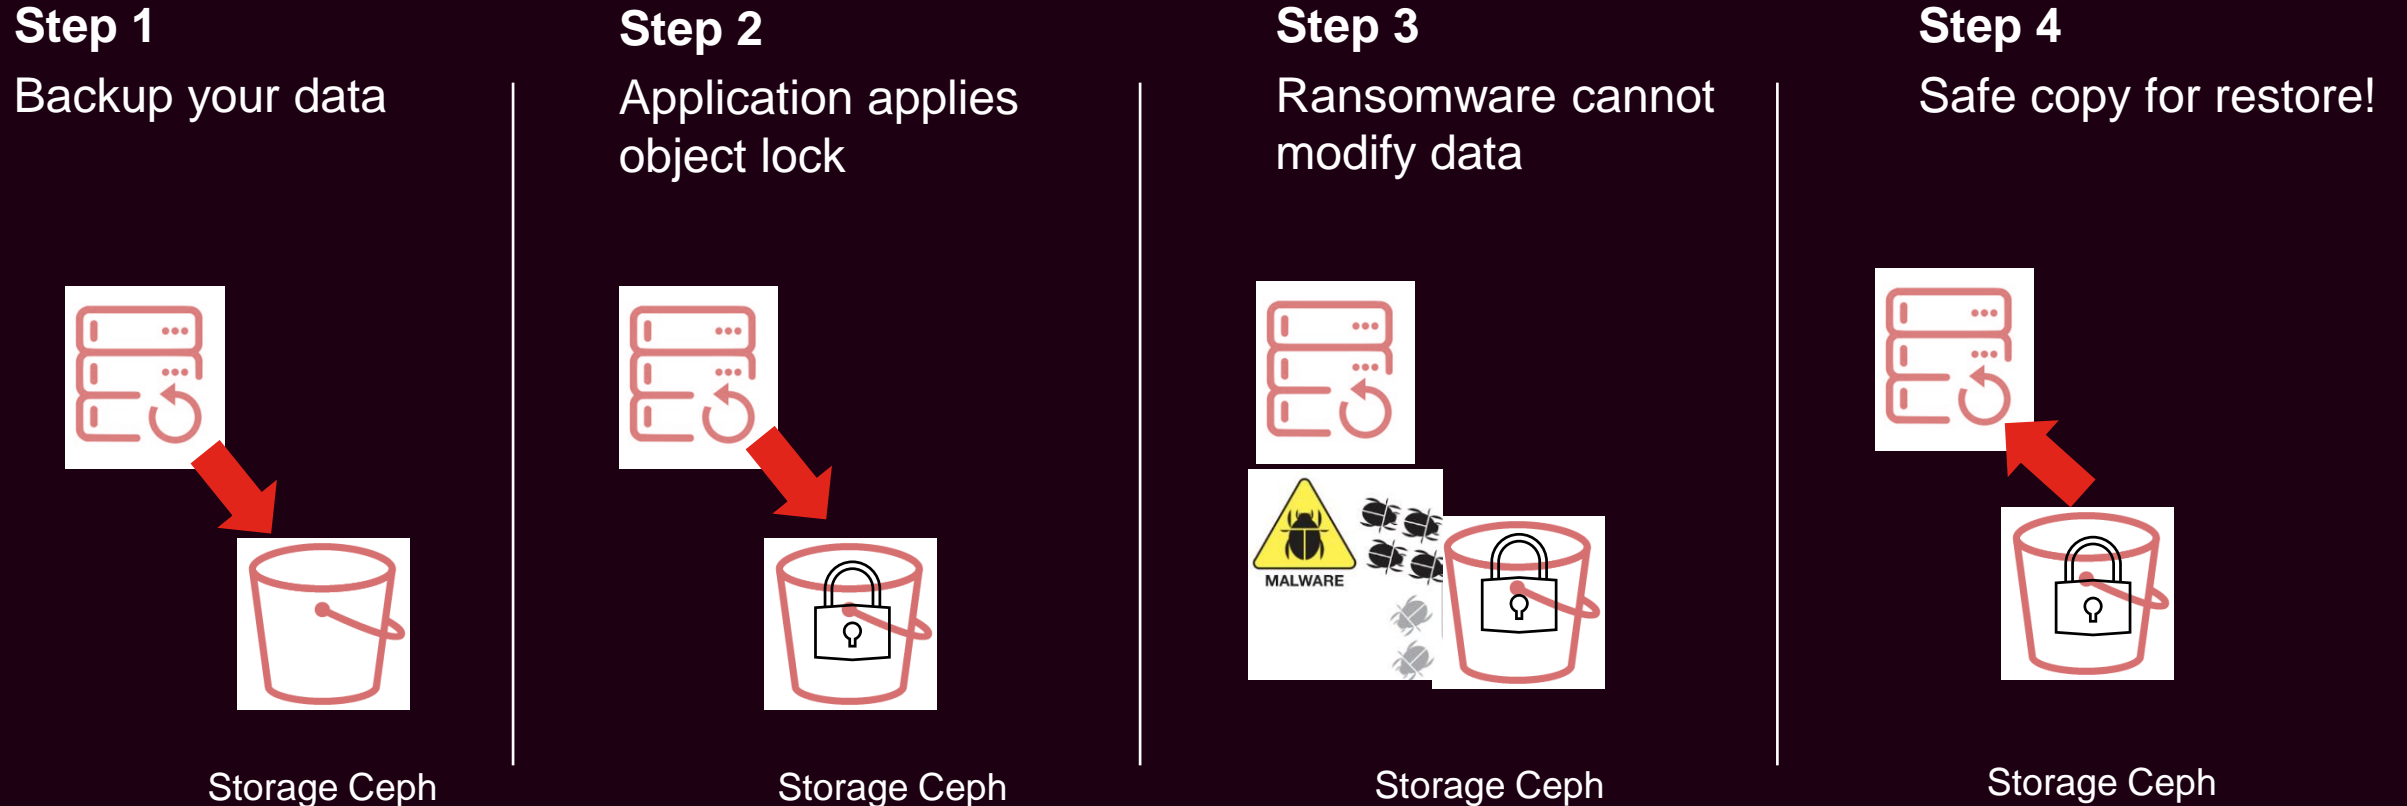 Step 1
Backup your data
Storage Ceph
Step 2
Application applies
object lock
Storage Ceph
Step 3
Ransomware cannot
modify data
MALWARE
Storage Ceph
Step 4
Safe copy for restore!
Storage Ceph